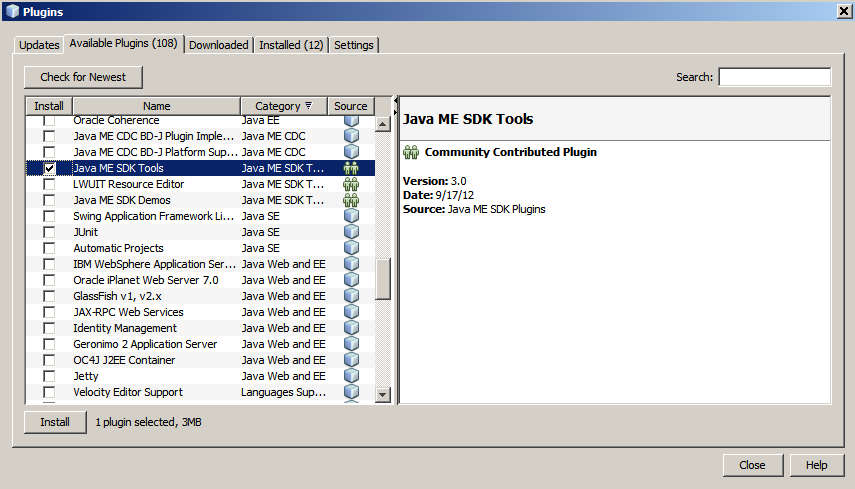 Plugins
Updates Available Plugins (108) Downloaded Installed (12) Settings
Check for Newest Search:
Install Name Category Source
Oracle Coherence Java EE
Java ME CDC BD-J Plugin Imple... Java ME CDC
Java ME CDC BD-J Platform Sup... Java ME CDC
Java ME SDK Tools Java ME SDK T...
LWUIT Resource Editor Java ME SDK T...
Java ME SDK Demos Java ME SDK T...
Swing Application Framework Li... Java SE
JUnit Java SE
Automatic Projects Java SE
IBM WebSphere Application Ser... Java Web and EE
Oracle iPlanet Web Server 7.0 Java Web and EE
GlassFish v1, v2.x Java Web and EE
JAX-RPC Web Services Java Web and EE
Identity Management Java Web and EE
Geronimo 2 Application Server Java Web and EE
OC4J J2EE Container Java Web and EE
Jetty Java Web and EE
Velocity Editor Support Languages Sup...
Java ME SDK Tools
Community Contributed Plugin
Version: 3.0
Date: 9/17/12
Source: Java ME SDK Plugins
Install 1 plugin selected, 3MB
Close Help